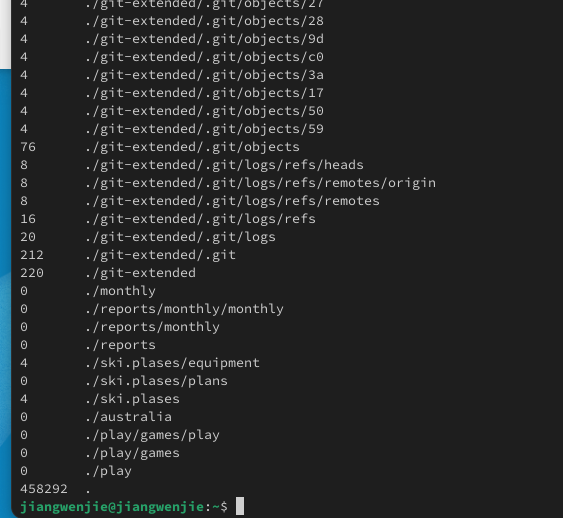 4 ./git-extended/.git/objects/27
4 ./git-extended/.git/objects/28
4 ./git-extended/.git/objects/9d
4 ./git-extended/.git/objects/c0
4 ./git-extended/.git/objects/3a
4 ./git-extended/.git/objects/17
4 ./git-extended/.git/objects/50
4 ./git-extended/.git/objects/59
76 ./git-extended/.git/objects
8 ./git-extended/.git/logs/refs/heads
8 ./git-extended/.git/logs/refs/remotes/origin
8 ./git-extended/.git/logs/refs/remotes
16 ./git-extended/.git/logs/refs
20 ./git-extended/.git/logs
212 ./git-extended/.git
220 ./git-extended
0 ./monthly
0 ./reports/monthly/monthly
0 ./reports/monthly
0 ./reports
4 ./ski.plases/equipment
0 ./ski.plases/plans
4 ./ski.plases
0 ./australia
0 ./play/games/play
0 ./play/games
0 ./play
458292 .
jiangwenjie@jiangwenjie:~$